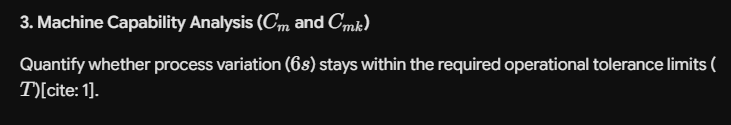 3. Machine Capability Analysis (Cm and Cmk)
Quantify whether process variation (6s) stays within the required operational tolerance limits (
T)[cite: 1].